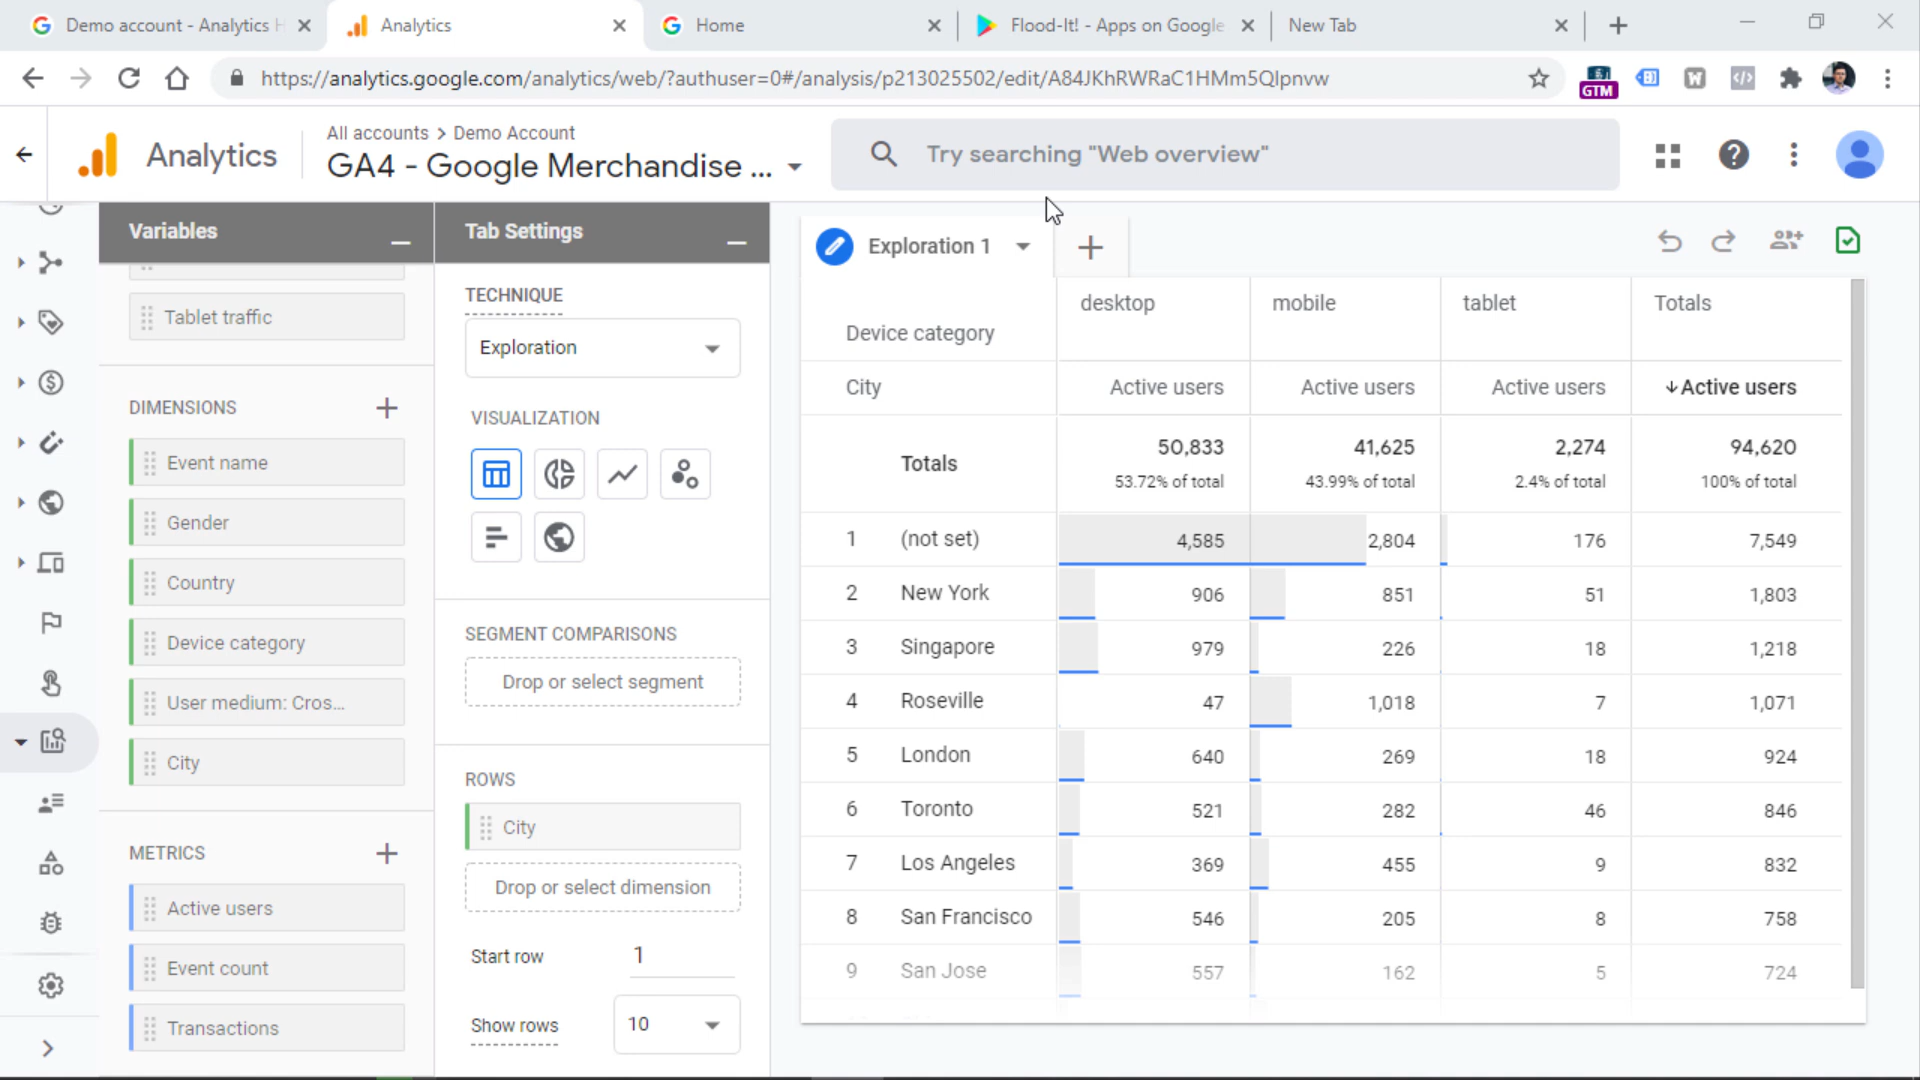 Demo account - Analytics H
Analytics
Home
Flood-It! - Apps on Google
New Tab
https://analytics.google.com/analytics/web/?authuser=0#/analysis/p213025502/edit/A84JKhRWRaC1HMm5QIpnvw
GTM
W
Analytics
All accounts > Demo Account
GA4 - Google Merchandise ...
Try searching "Web overview"
Variables
Tablet traffic
DIMENSIONS
Event name
Gender
Country
Device category
User medium: Cros...
City
METRICS
Active users
Event count
Transactions
Tab Settings
TECHNIQUE
Exploration
VISUALIZATION
SEGMENT COMPARISONS
Drop or select segment
ROWS
City
Drop or select dimension
Start row 1
Show rows 10
Exploration 1
desktop mobile tablet Totals
Device category
City Active users Active users Active users Active users
Totals 50,833 41,625 2,274 94,620
53.72% of total 43.99% of total 2.4% of total 100% of total
1 (not set) 4,585 2,804 176 7,549
2 New York 906 851 51 1,803
3 Singapore 979 226 18 1,218
4 Roseville 47 1,018 7 1,071
5 London 640 269 18 924
6 Toronto 521 282 46 846
7 Los Angeles 369 455 9 832
8 San Francisco 546 205 8 758
9 San Jose 557 162 5 724